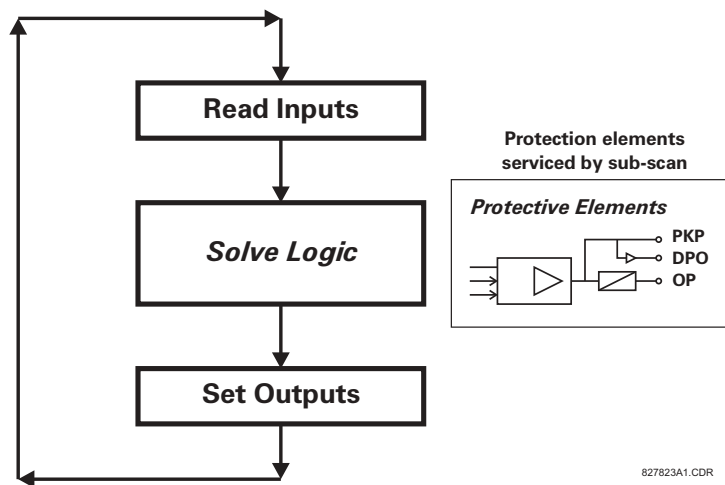 Read Inputs
Solve Logic
Set Outputs
Protection elements
serviced by sub-scan
Protective Elements
PKP
DPO
OP
827823A1.CDR